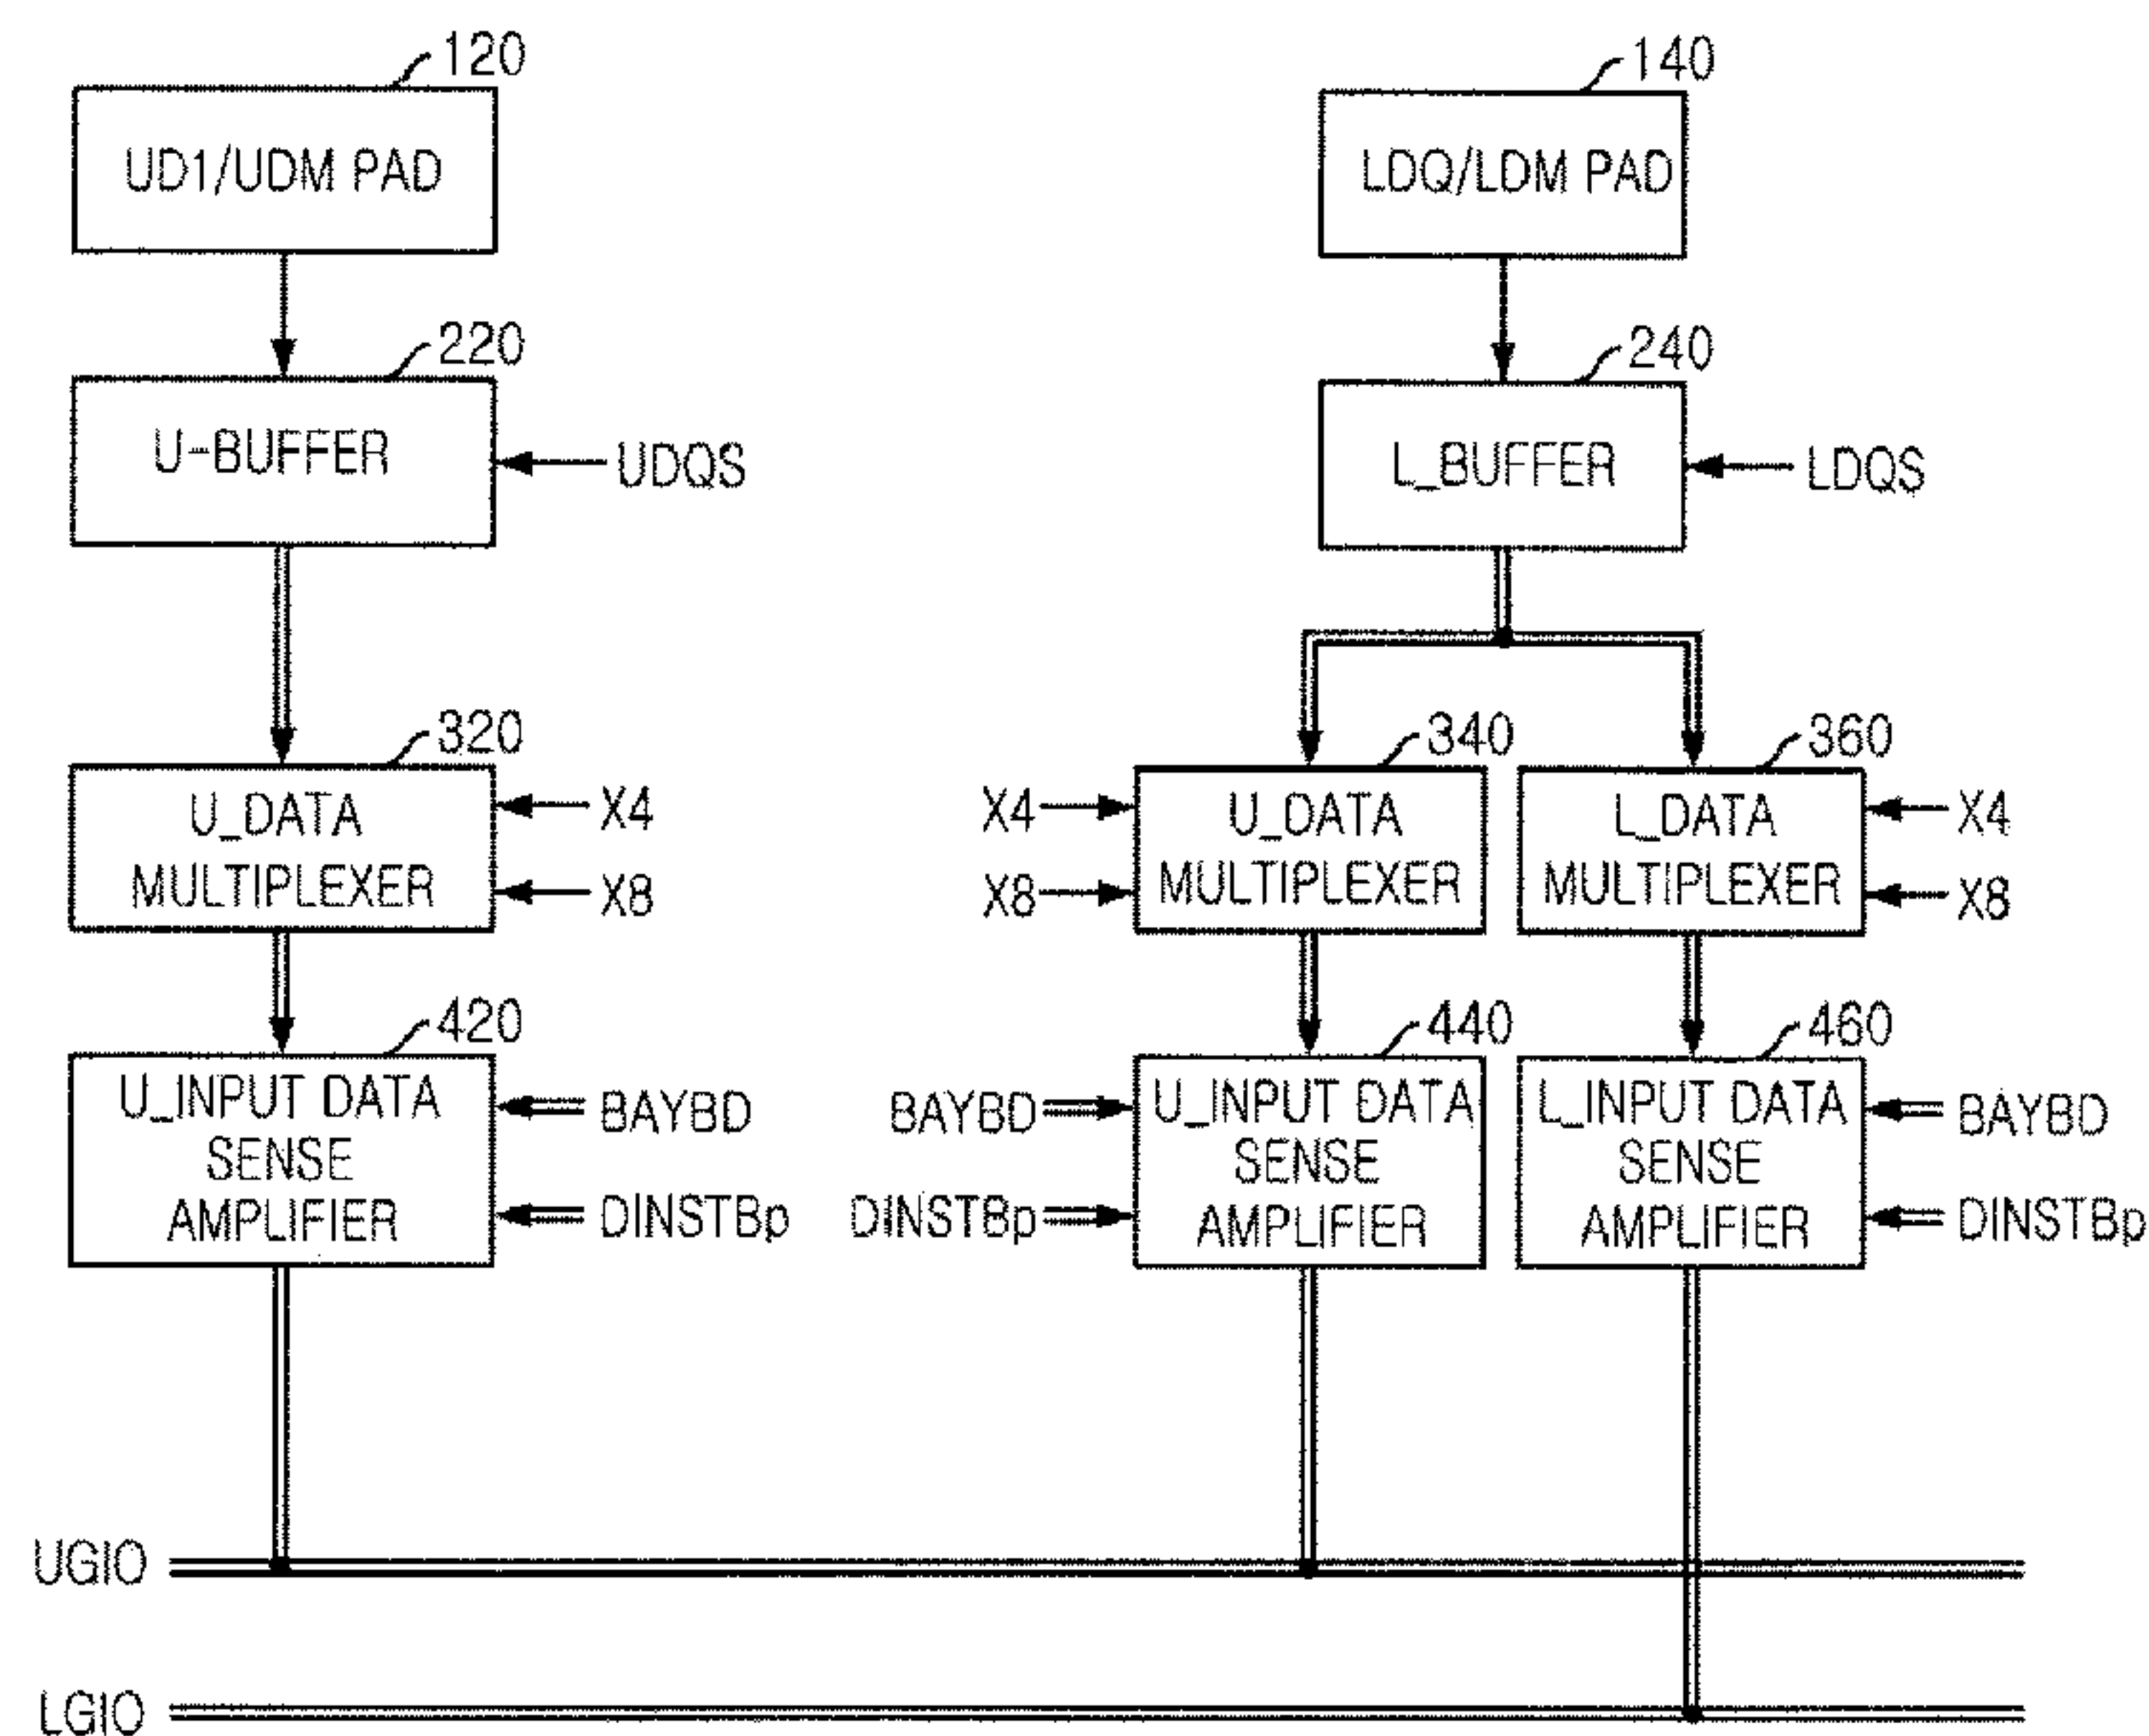 120
140
UD1/UDM PAD
LDQ/LDM PAD
220
240
U-BUFFER
UDQS
L_BUFFER
LDQS
320
340
360
U_DATA
MULTIPLEXER
X4
X8
X4
X8
U_DATA
MULTIPLEXER
L_DATA
MULTIPLEXER
X4
X8
420
440
460
U_INPUT DATA
SENSE
AMPLIFIER
BAYBD
DINSTBp
BAYBD
DINSTBp
U_INPUT DATA
SENSE
AMPLIFIER
L_INPUT DATA
SENSE
AMPLIFIER
BAYBD
DINSTBp
UGIO
LGIO